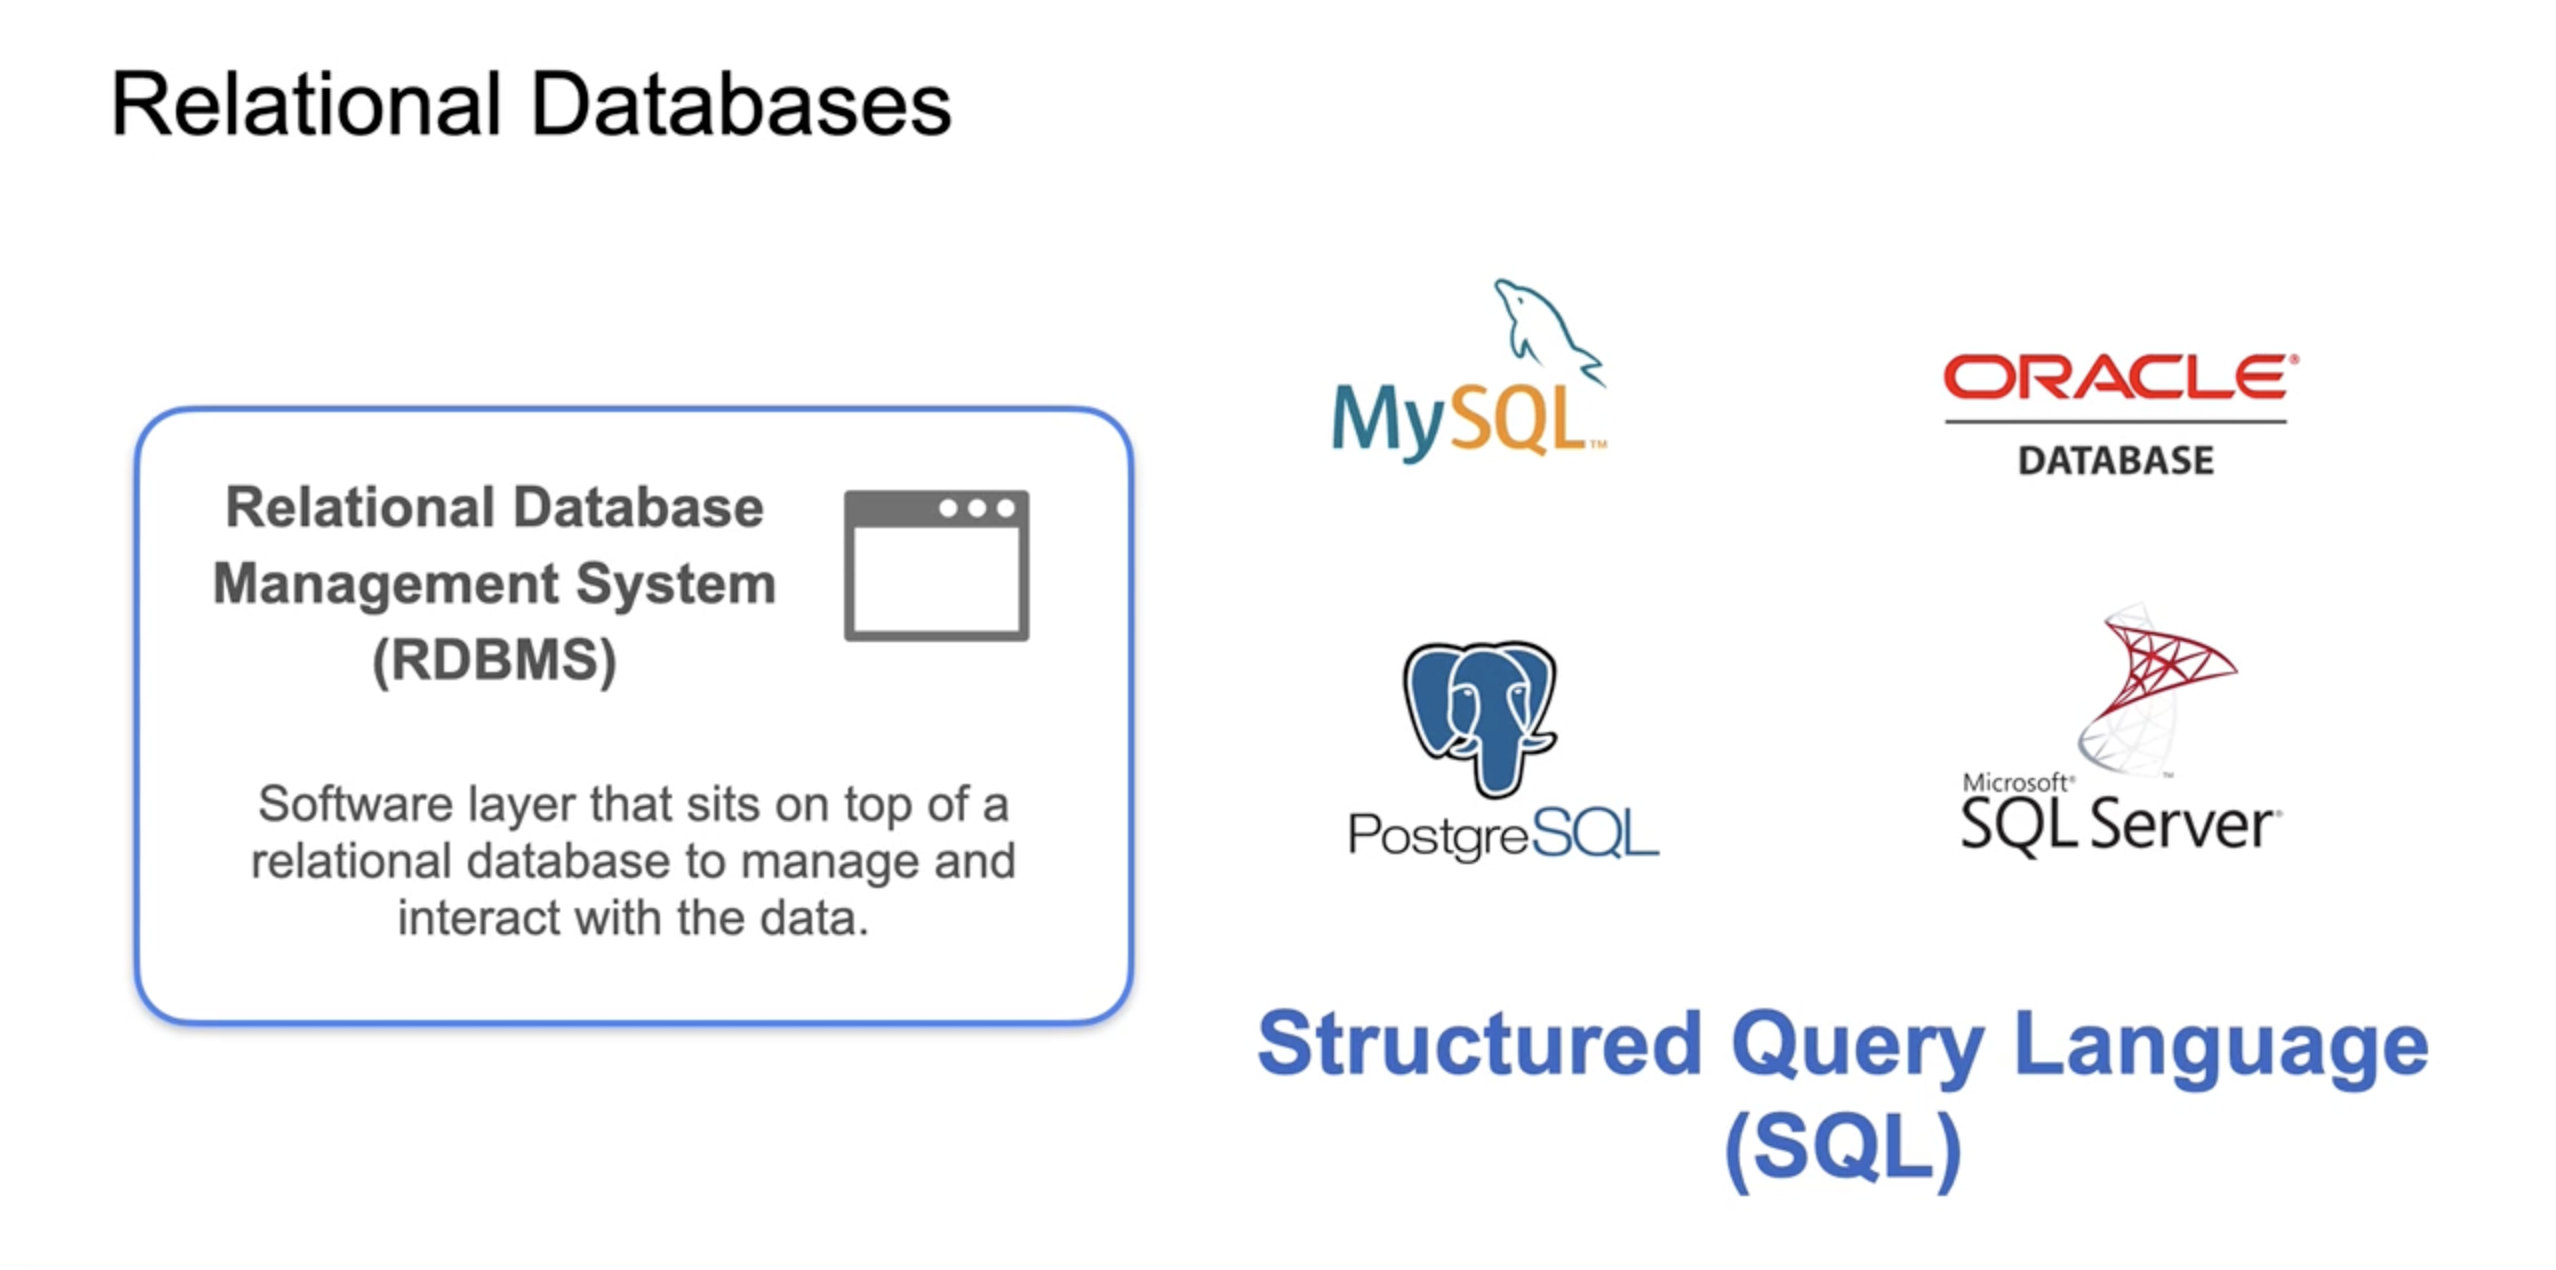 Relational Databases
Relational Database
Management System
(RDBMS)
Software layer that sits on top of a
relational database to manage and
interact with the data.
MySQL™
ORACLE®
DATABASE
PostgreSQL
Microsoft®
SQL Server®
Structured Query Language
(SQL)